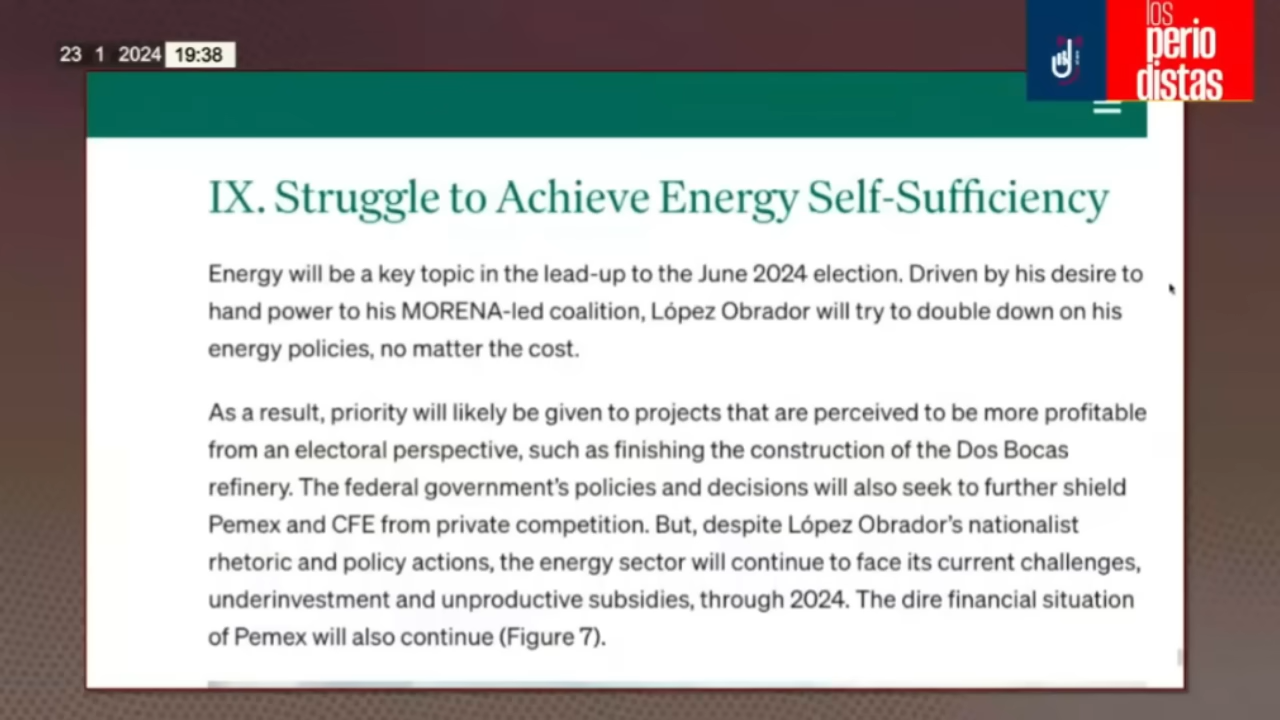 23 1 2024 19:38
los
perio
distas
IX. Struggle to Achieve Energy Self-Sufficiency
Energy will be a key topic in the lead-up to the June 2024 election. Driven by his desire to
hand power to his MORENA-led coalition, López Obrador will try to double down on his
energy policies, no matter the cost.
As a result, priority will likely be given to projects that are perceived to be more profitable
from an electoral perspective, such as finishing the construction of the Dos Bocas
refinery. The federal government’s policies and decisions will also seek to further shield
Pemex and CFE from private competition. But, despite López Obrador’s nationalist
rhetoric and policy actions, the energy sector will continue to face its current challenges,
underinvestment and unproductive subsidies, through 2024. The dire financial situation
of Pemex will also continue (Figure 7).